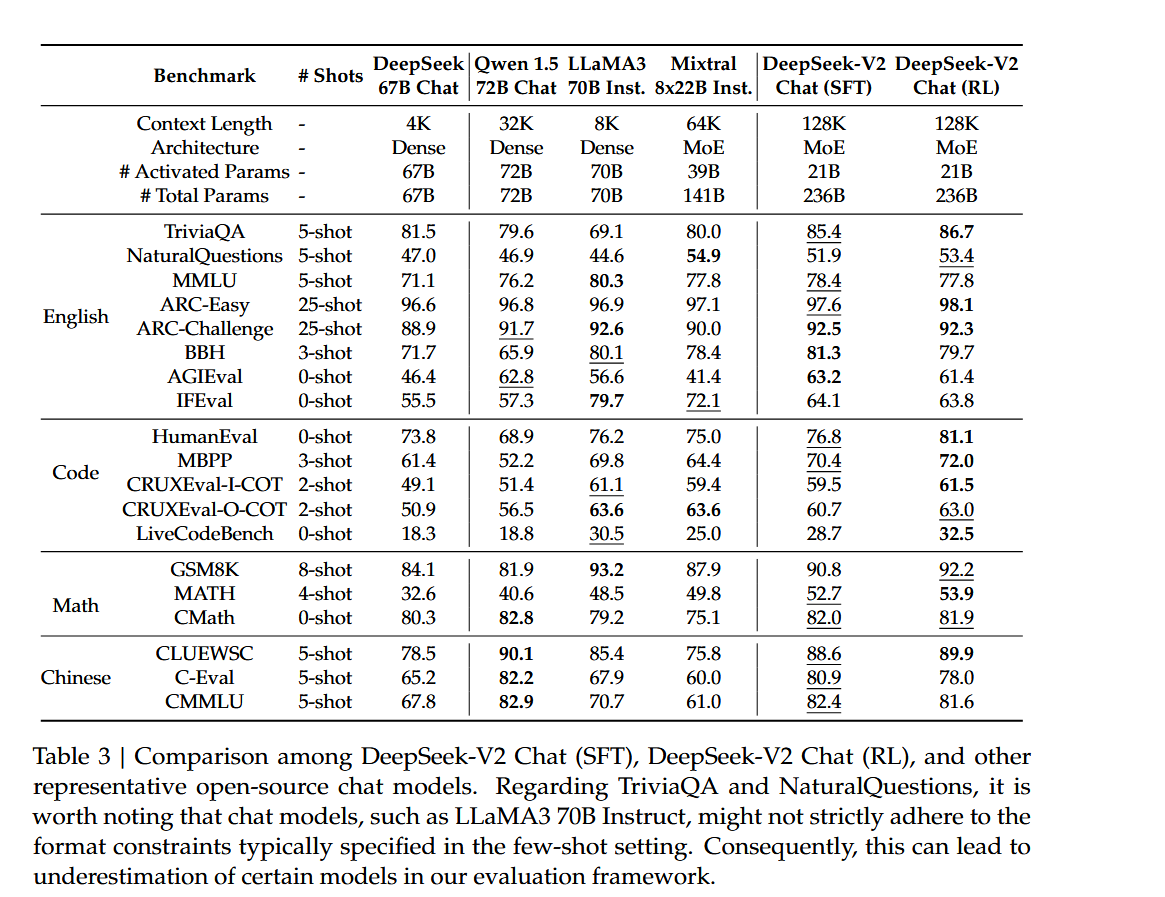 Benchmark # Shots DeepSeek 67B Chat Qwen 1.5 72B Chat LLaMA3 70B Inst. Mixtral 8x22B Inst. DeepSeek-V2 Chat (SFT) DeepSeek-V2 Chat (RL)
Context Length - 4K 32K 8K 64K 128K 128K
Architecture - Dense Dense Dense MoE MoE MoE
# Activated Params - 67B 72B 70B 39B 21B 21B
# Total Params - 67B 72B 70B 141B 236B 236B
English
TriviaQA 5-shot 81.5 79.6 69.1 80.0 85.4 86.7
NaturalQuestions 5-shot 47.0 46.9 44.6 54.9 51.9 53.4
MMLU 5-shot 71.1 76.2 80.3 77.8 78.4 77.8
ARC-Easy 25-shot 96.6 96.8 96.9 97.1 97.6 98.1
ARC-Challenge 25-shot 88.9 91.7 92.6 90.0 92.5 92.3
BBH 3-shot 71.7 65.9 80.1 78.4 81.3 79.7
AGIEval 0-shot 46.4 62.8 56.6 41.4 63.2 61.4
IFEval 0-shot 55.5 57.3 79.7 72.1 64.1 63.8
Code
HumanEval 0-shot 73.8 68.9 76.2 75.0 76.8 81.1
MBPP 3-shot 61.4 52.2 69.8 64.4 70.4 72.0
CRUXEval-I-COT 2-shot 49.1 51.4 61.1 59.4 59.5 61.5
CRUXEval-O-COT 2-shot 50.9 56.5 63.6 63.6 60.7 63.0
LiveCodeBench 0-shot 18.3 18.8 30.5 25.0 28.7 32.5
Math
GSM8K 8-shot 84.1 81.9 93.2 87.9 90.8 92.2
MATH 4-shot 32.6 40.6 48.5 49.8 52.7 53.9
CMath 0-shot 80.3 82.8 79.2 75.1 82.0 81.9
Chinese
CLUEWSC 5-shot 78.5 90.1 85.4 75.8 88.6 89.9
C-Eval 5-shot 65.2 82.2 67.9 60.0 80.9 78.0
CMMLU 5-shot 67.8 82.9 70.7 61.0 82.4 81.6
Table 3 | Comparison among DeepSeek-V2 Chat (SFT), DeepSeek-V2 Chat (RL), and other
representative open-source chat models. Regarding TriviaQA and NaturalQuestions, it is
worth noting that chat models, such as LLaMA3 70B Instruct, might not strictly adhere to the
format constraints typically specified in the few-shot setting. Consequently, this can lead to
underestimation of certain models in our evaluation framework.